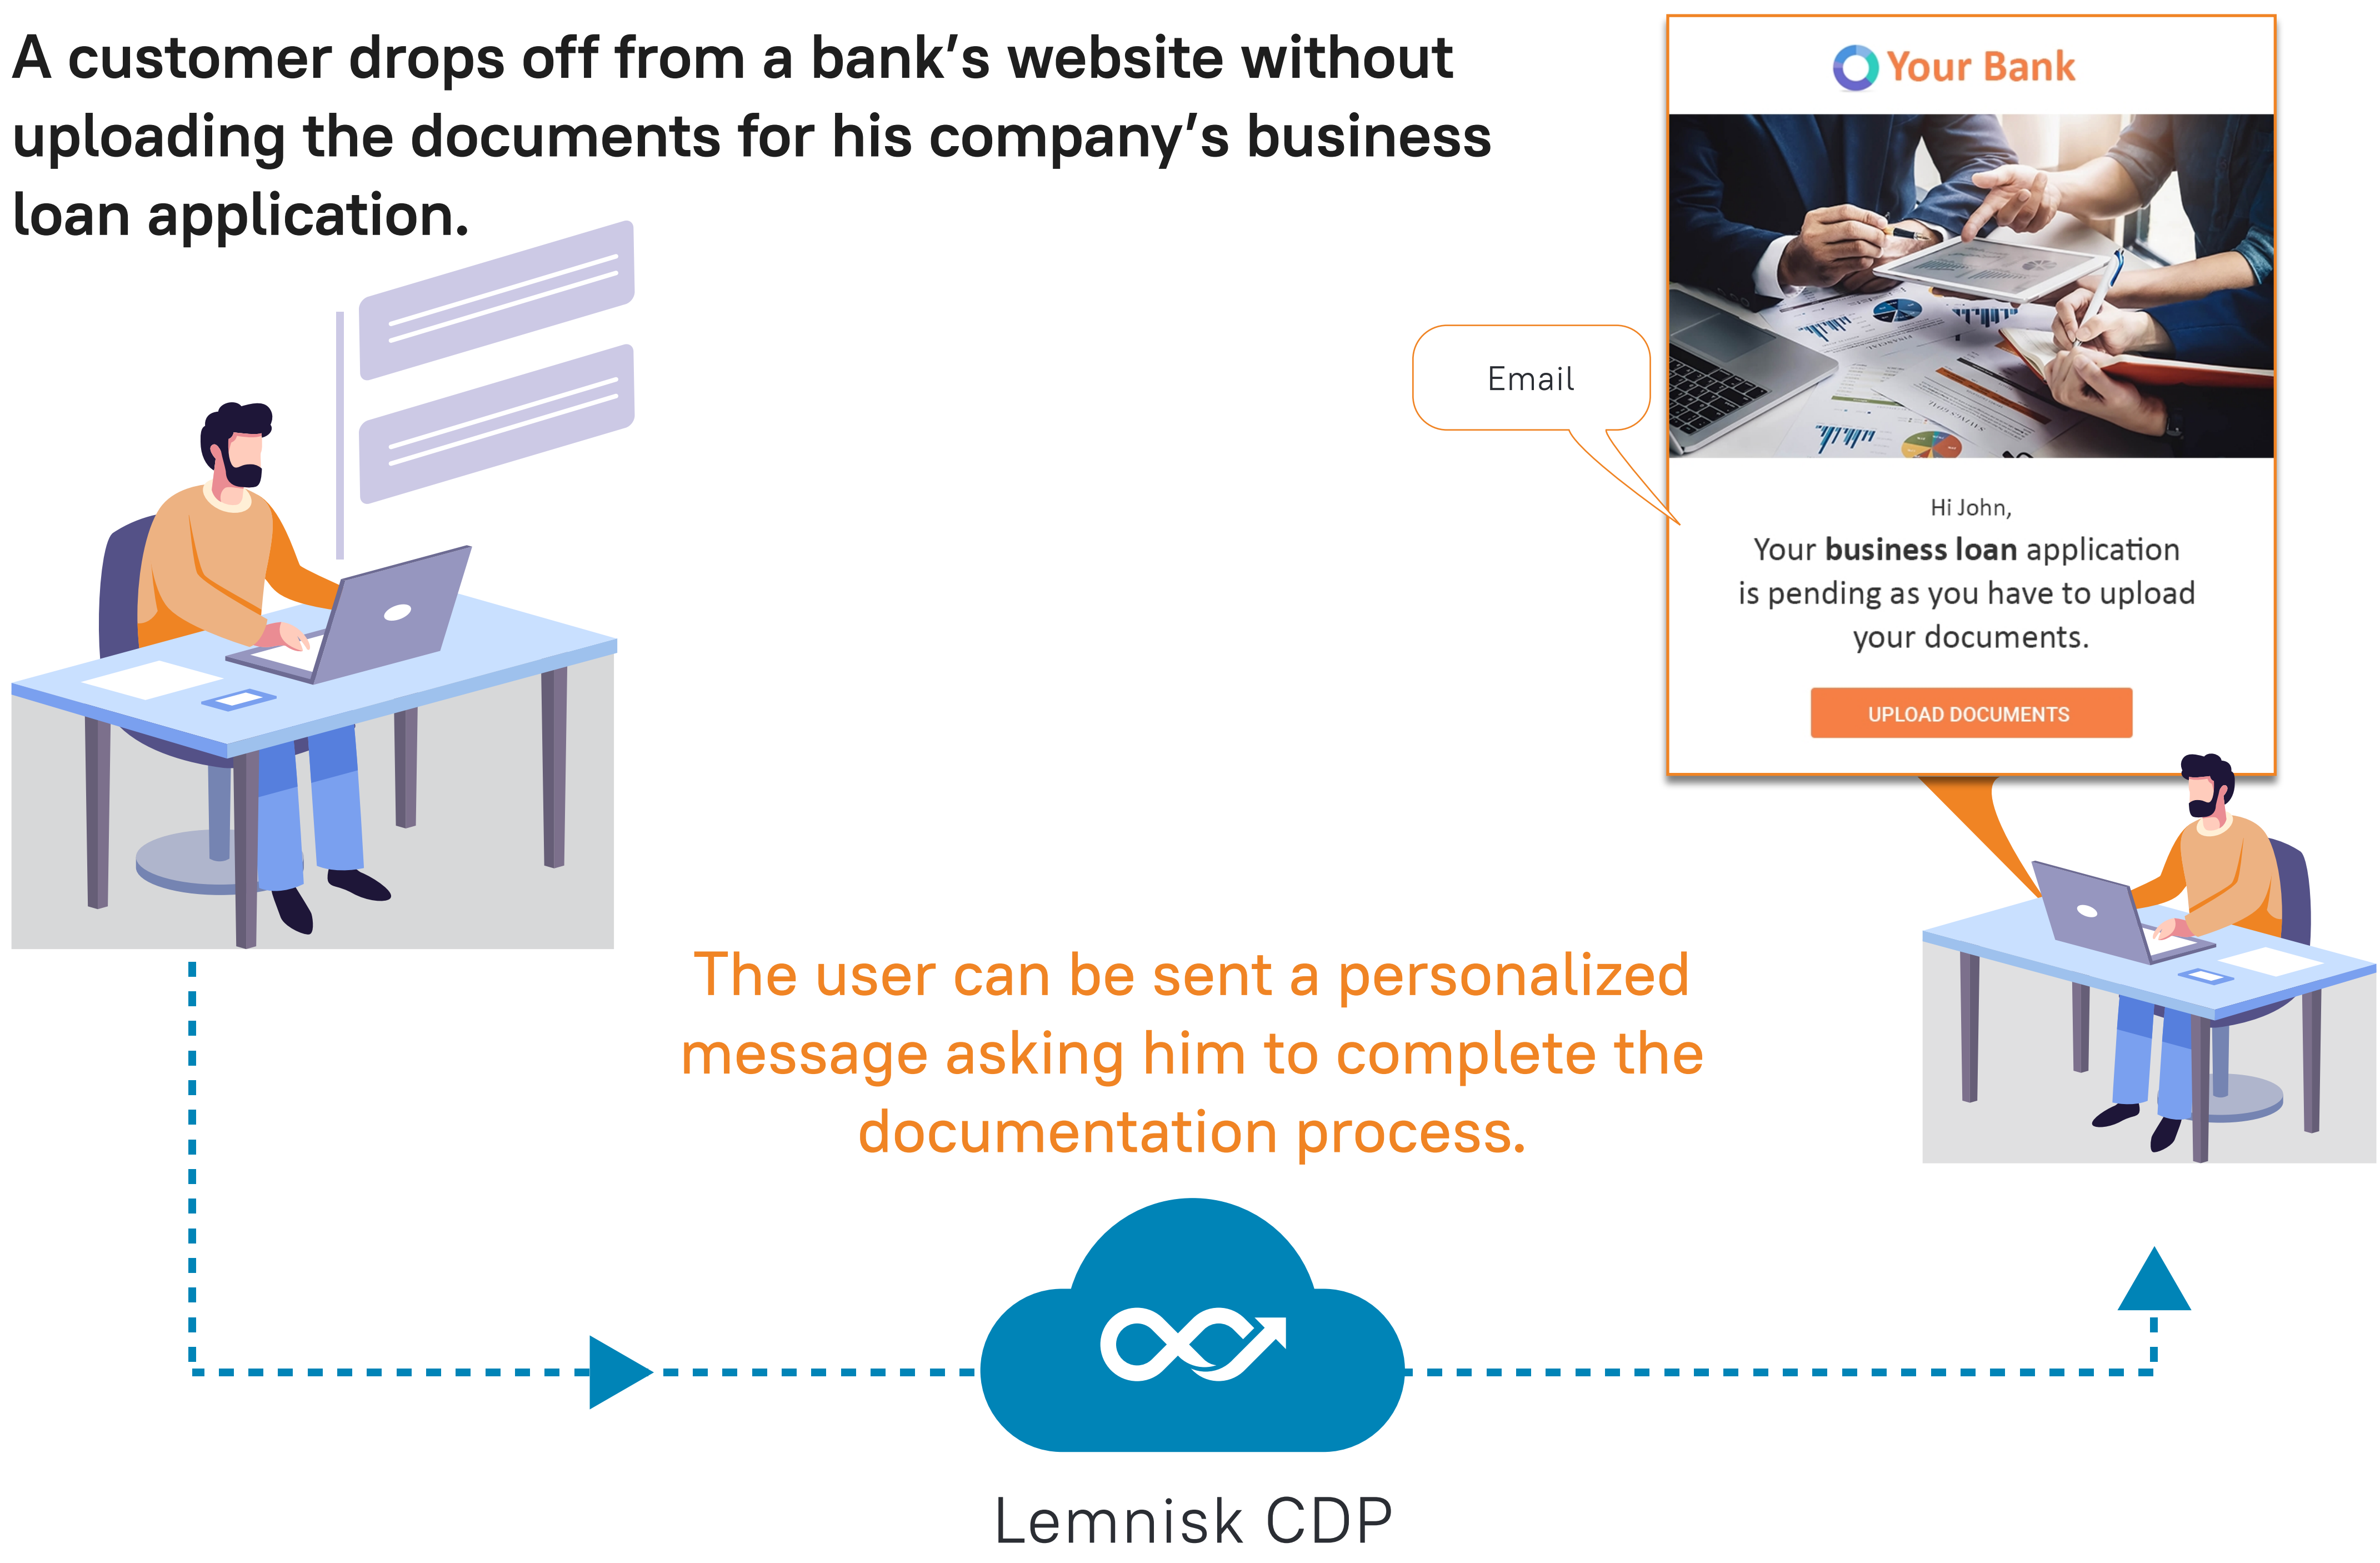 A customer drops off from a bank’s website without
uploading the documents for his company’s business
loan application.
Your Bank
Email
Hi John,
Your business loan application
is pending as you have to upload
your documents.
UPLOAD DOCUMENTS
The user can be sent a personalized
message asking him to complete the
documentation process.
Lemnisk CDP